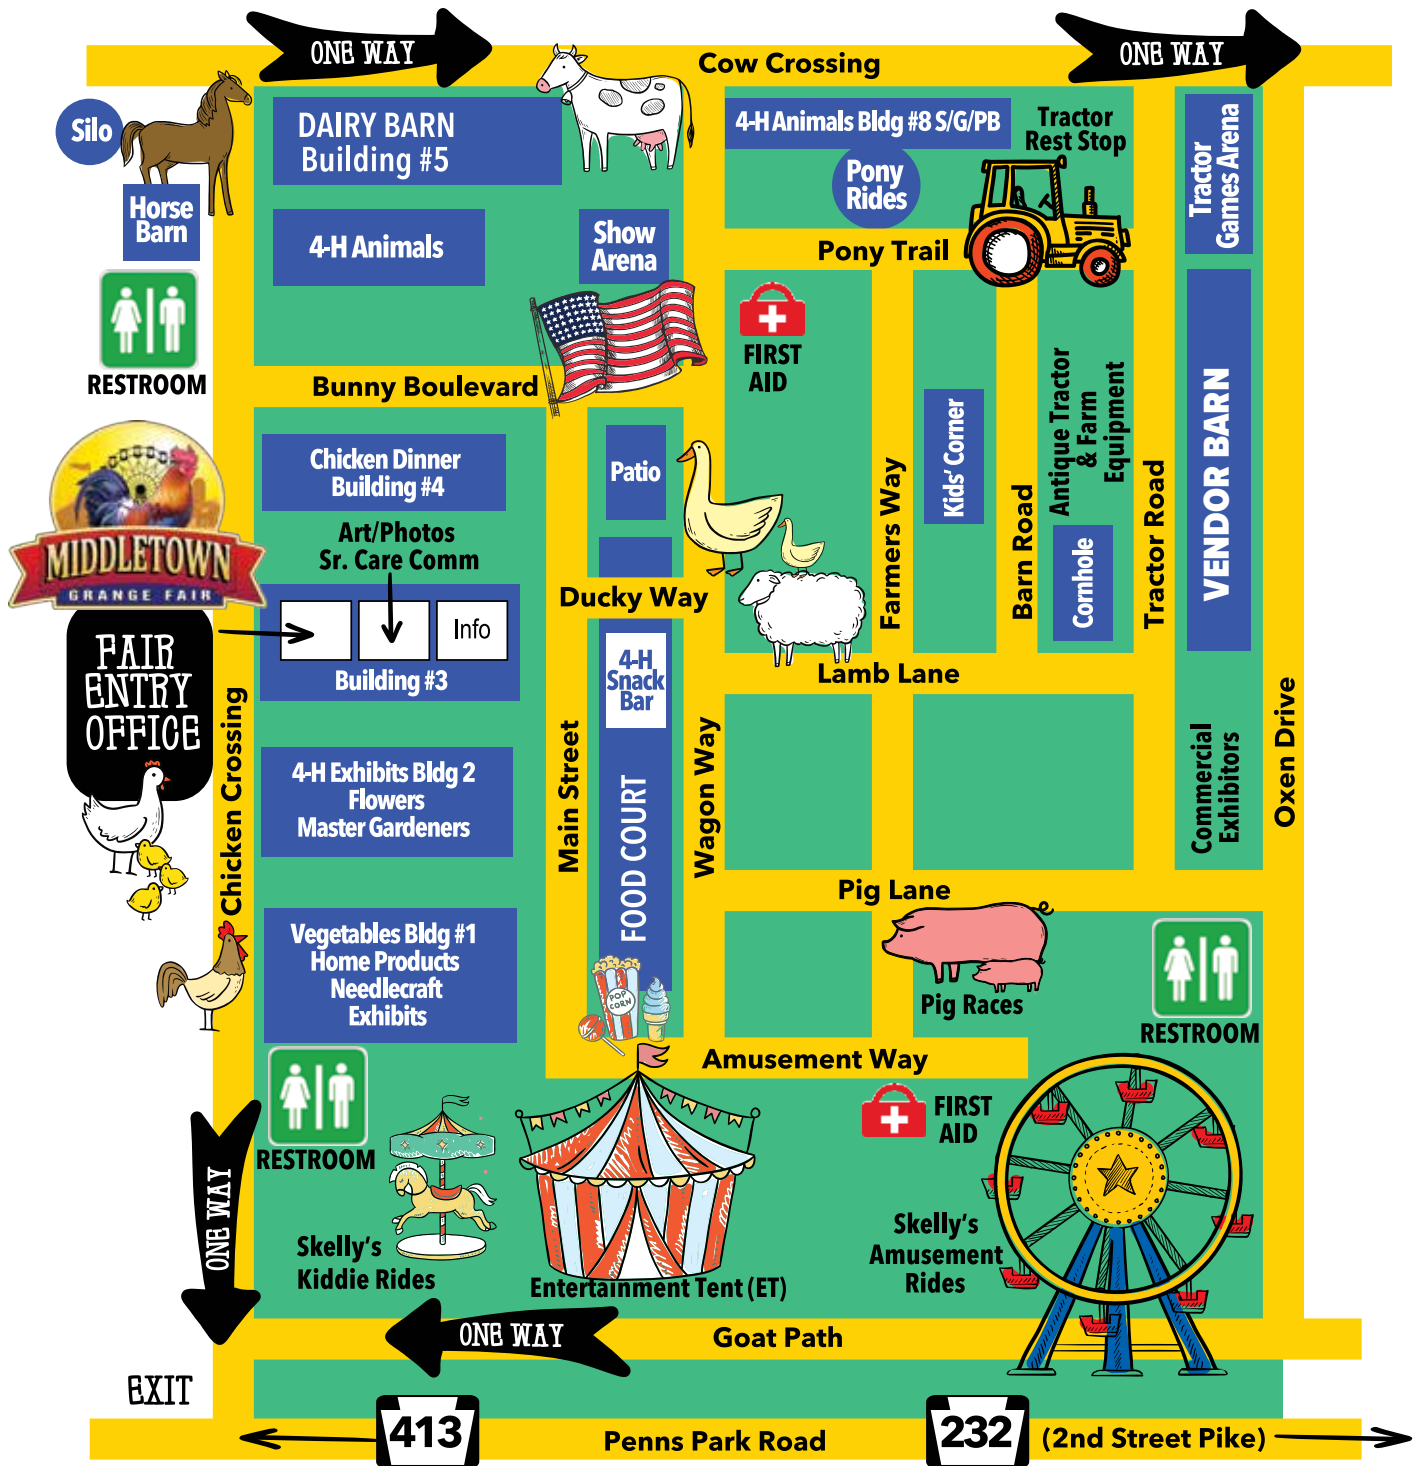 ONE WAY
Cow Crossing
ONE WAY
Silo
DAIRY BARN
Building #5
4-H Animals Bldg #8 S/G/PB
Tractor
Rest Stop
Tractor
Games Arena
Pony
Rides
Horse
Barn
4-H Animals
Show
Arena
Pony Trail
RESTROOM
FIRST
AID
Bunny Boulevard
Antique Tractor
& Farm
Equipment
Kids' Corner
VENDOR BARN
Chicken Dinner
Building #4
Patio
Farmers Way
Barn Road
Tractor Road
Art/Photos
Sr. Care Comm
MIDDLETOWN
GRANGE FAIR
Cornhole
Ducky Way
Info
Building #3
FAIR
ENTRY
OFFICE
4-H
Snack
Bar
Lamb Lane
Chicken Crossing
Main Street
Wagon Way
Oxen Drive
Commercial
Exhibitors
4-H Exhibits Bldg 2
Flowers
Master Gardeners
FOOD COURT
Pig Lane
Vegetables Bldg #1
Home Products
Needlecraft
Exhibits
POP
CORN
Pig Races
RESTROOM
Amusement Way
FIRST
AID
RESTROOM
ONE WAY
Skelly's
Kiddie Rides
Entertainment Tent (ET)
Skelly's
Amusement
Rides
ONE WAY
Goat Path
EXIT
413
Penns Park Road
232
(2nd Street Pike)